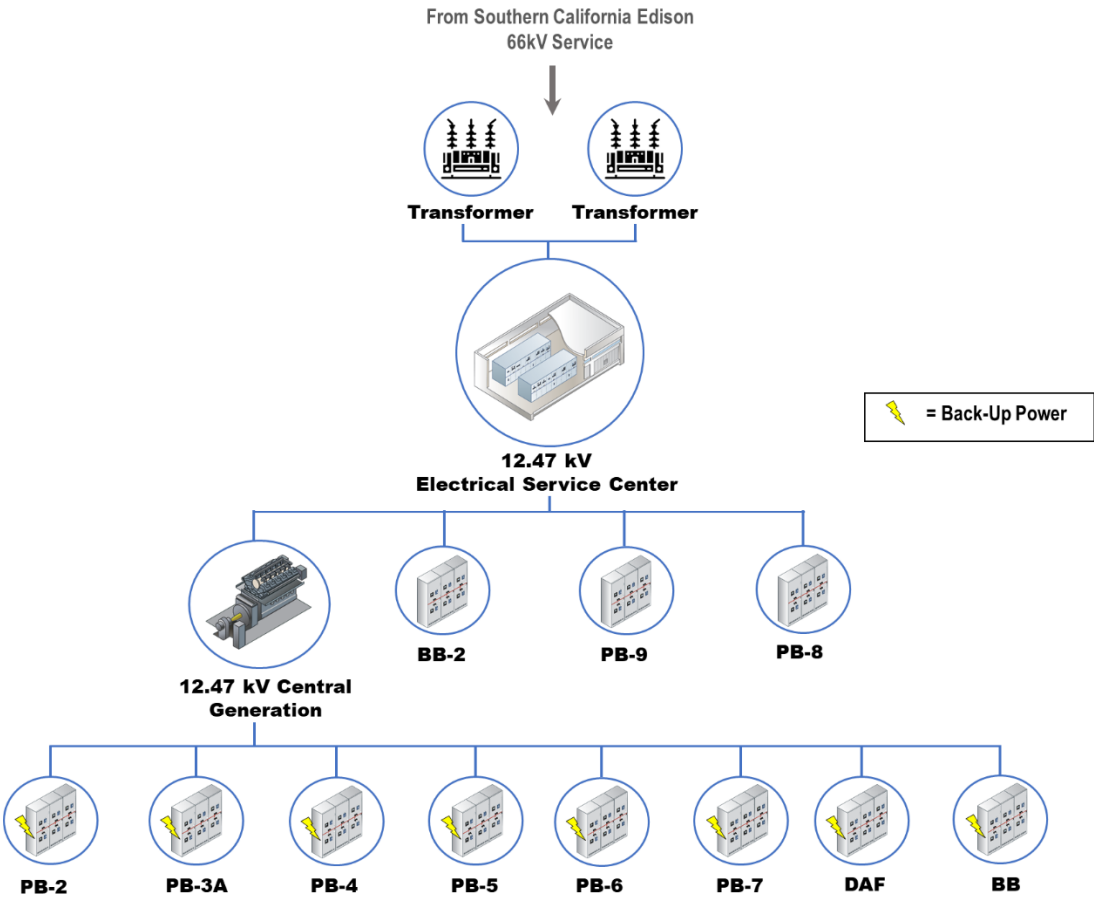 From Southern California Edison
66kV Service
Transformer
Transformer
= Back-Up Power
12.47 kV
Electrical Service Center
BB-2
PB-9
PB-8
12.47 kV Central
Generation
PB-2
PB-3A
PB-4
PB-5
PB-6
PB-7
DAF
BB